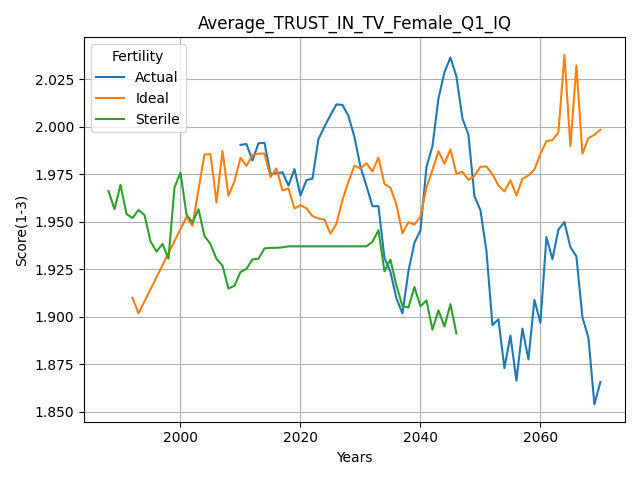 Average_TRUST_IN_TV_Female_Q1_IQ
Fertility
Actual
Ideal
Sterile
Score(1-3)
2.025
2.000
1.975
1.950
1.925
1.900
1.875
1.850
2000 2020 2040 2060
Years